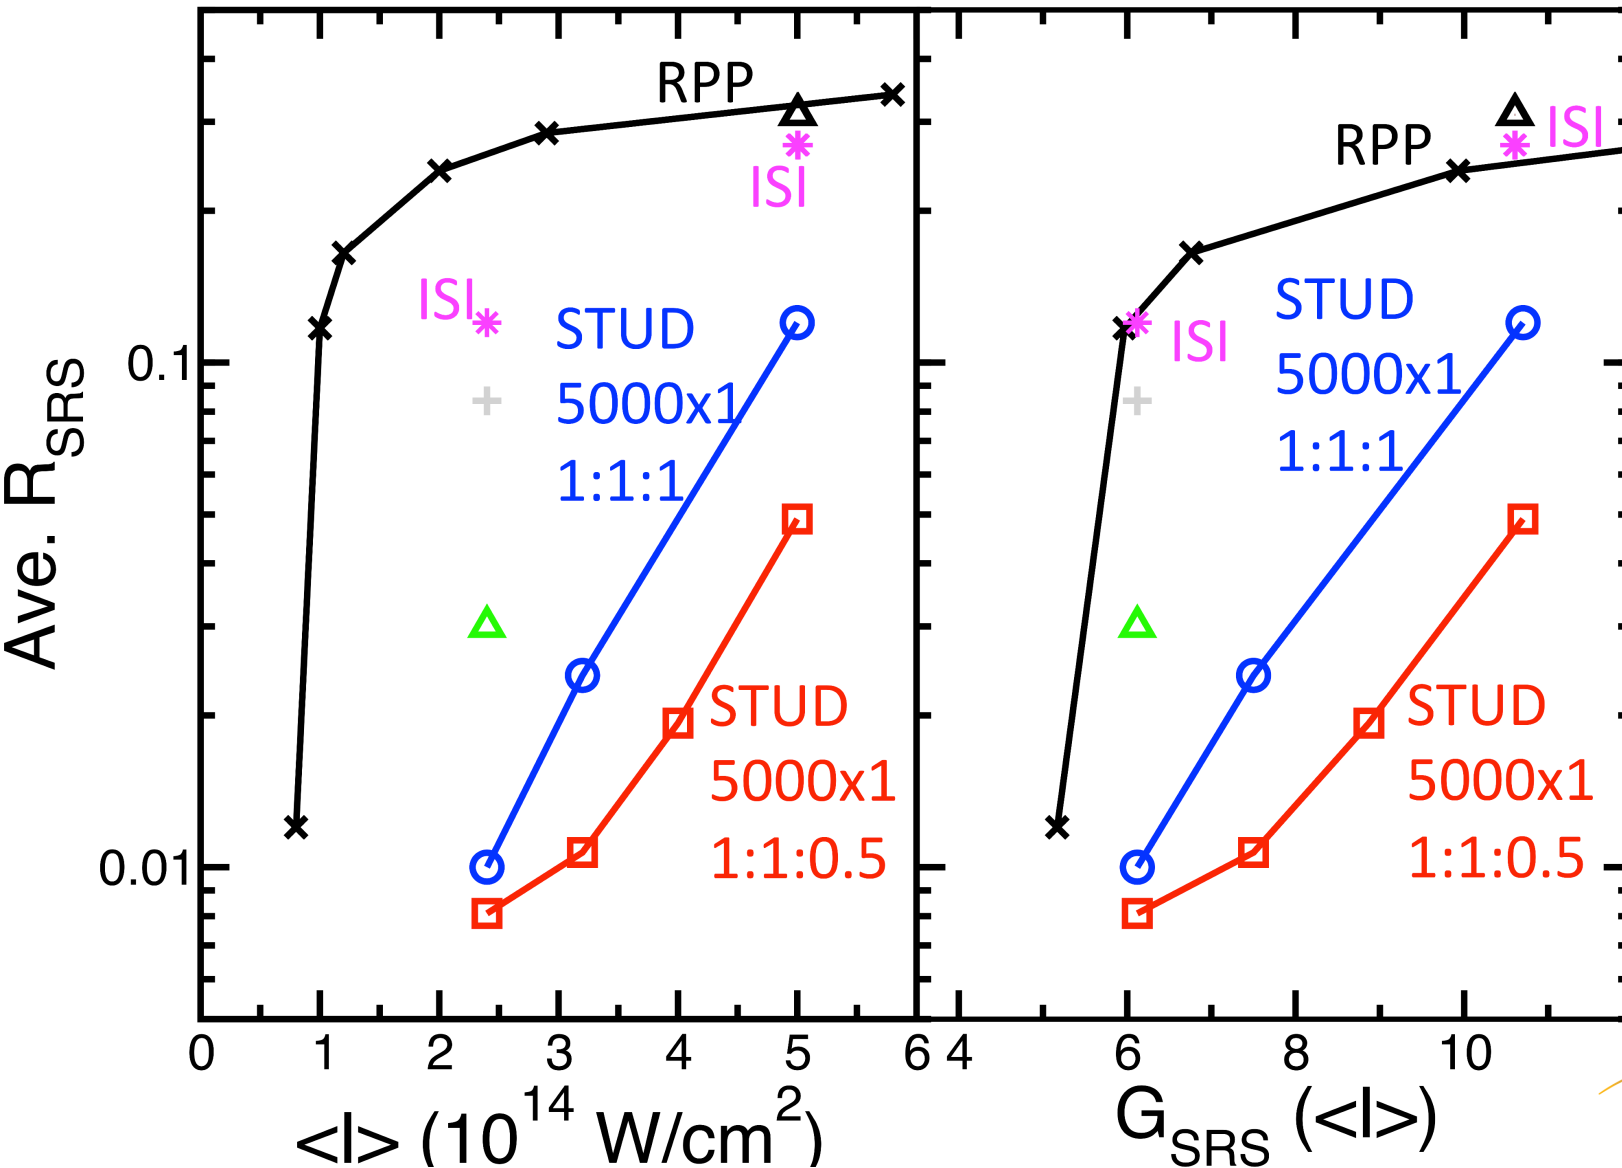 RPP
ISI
ISI
STUD
5000x1
1:1:1
STUD
5000x1
1:1:0.5
Ave. R_SRS
0.1
0.01
0 1 2 3 4 5 6
<I> (10^14 W/cm^2)
RPP
ISI
ISI
STUD
5000x1
1:1:1
STUD
5000x1
1:1:0.5
4 6 8 10
G_SRS (<I>)